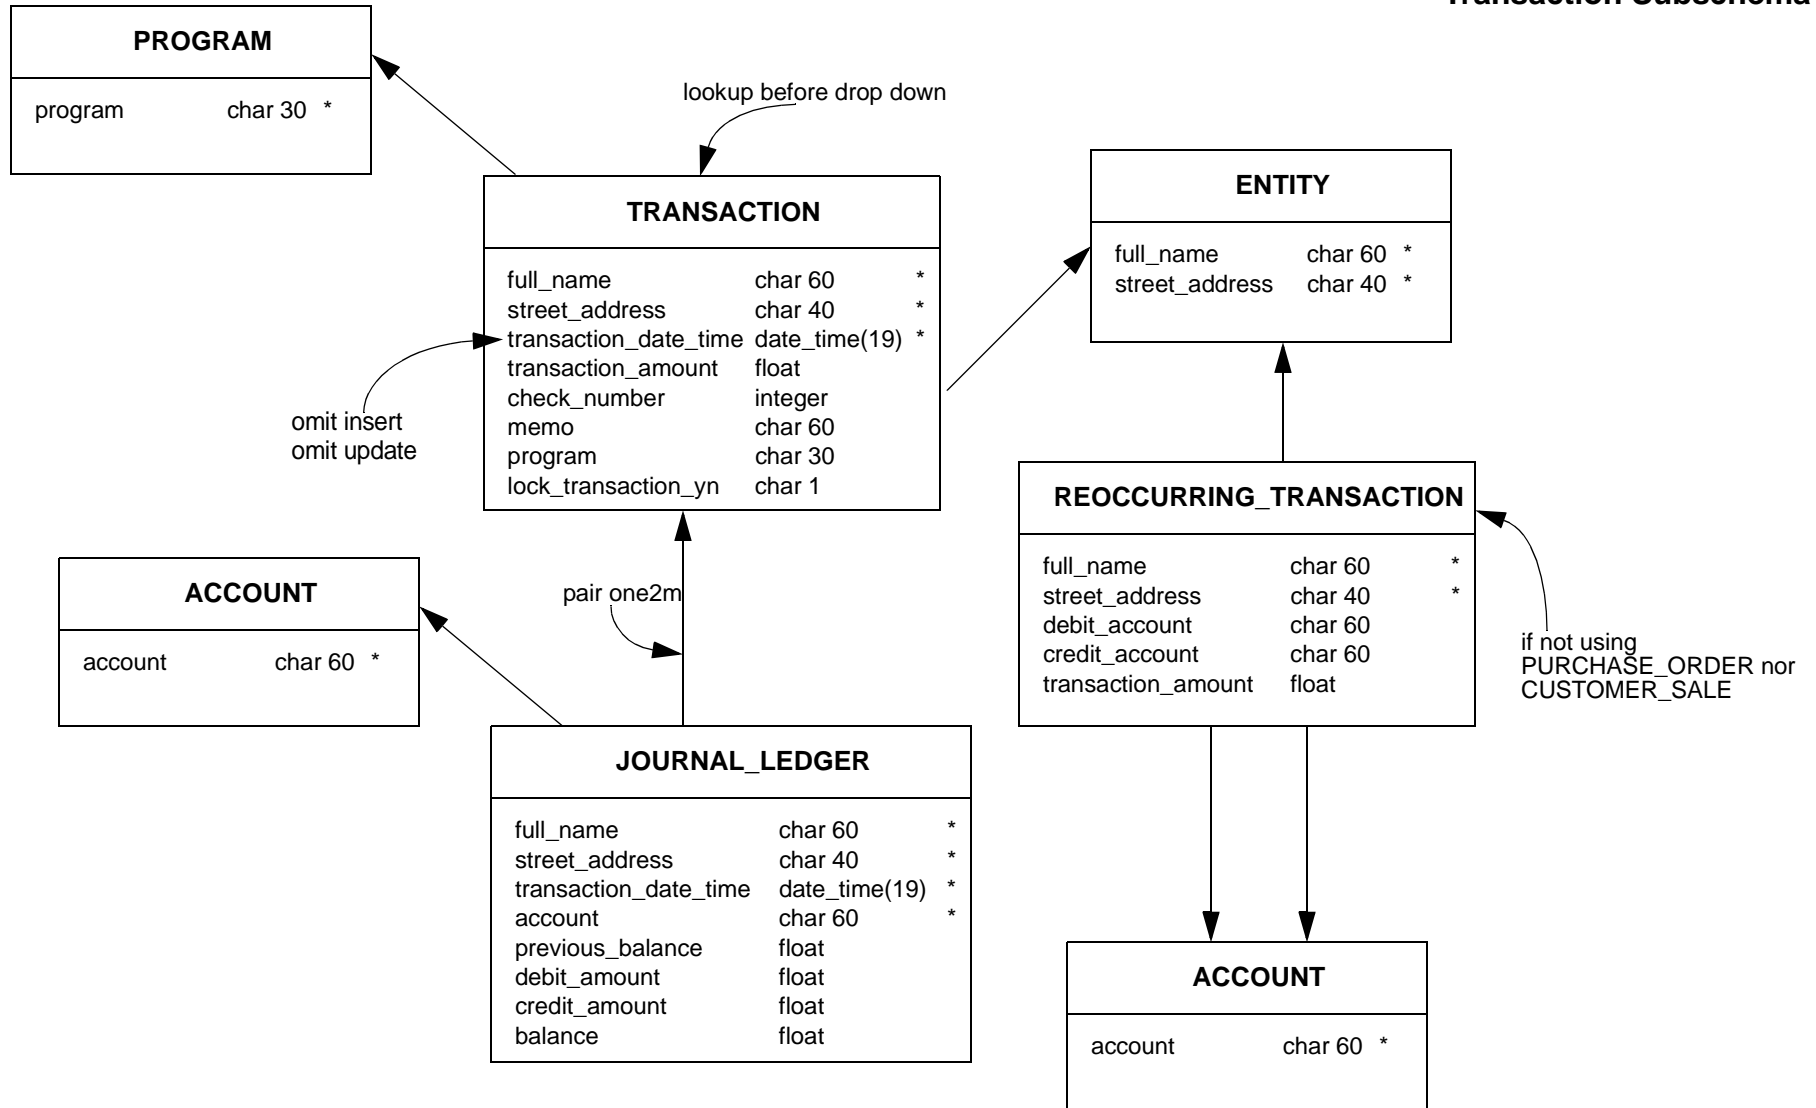 Transaction Subschema
PROGRAM
program char 30 *
lookup before drop down
TRANSACTION
full_name char 60 *
street_address char 40 *
transaction_date_time date_time(19) *
transaction_amount float
check_number integer
memo char 60
program char 30
lock_transaction_yn char 1
omit insert
omit update
ENTITY
full_name char 60 *
street_address char 40 *
REOCCURRING_TRANSACTION
full_name char 60 *
street_address char 40 *
debit_account char 60
credit_account char 60
transaction_amount float
if not using
PURCHASE_ORDER nor
CUSTOMER_SALE
ACCOUNT
account char 60 *
pair one2m
JOURNAL_LEDGER
full_name char 60 *
street_address char 40 *
transaction_date_time date_time(19) *
account char 60 *
previous_balance float
debit_amount float
credit_amount float
balance float
ACCOUNT
account char 60 *